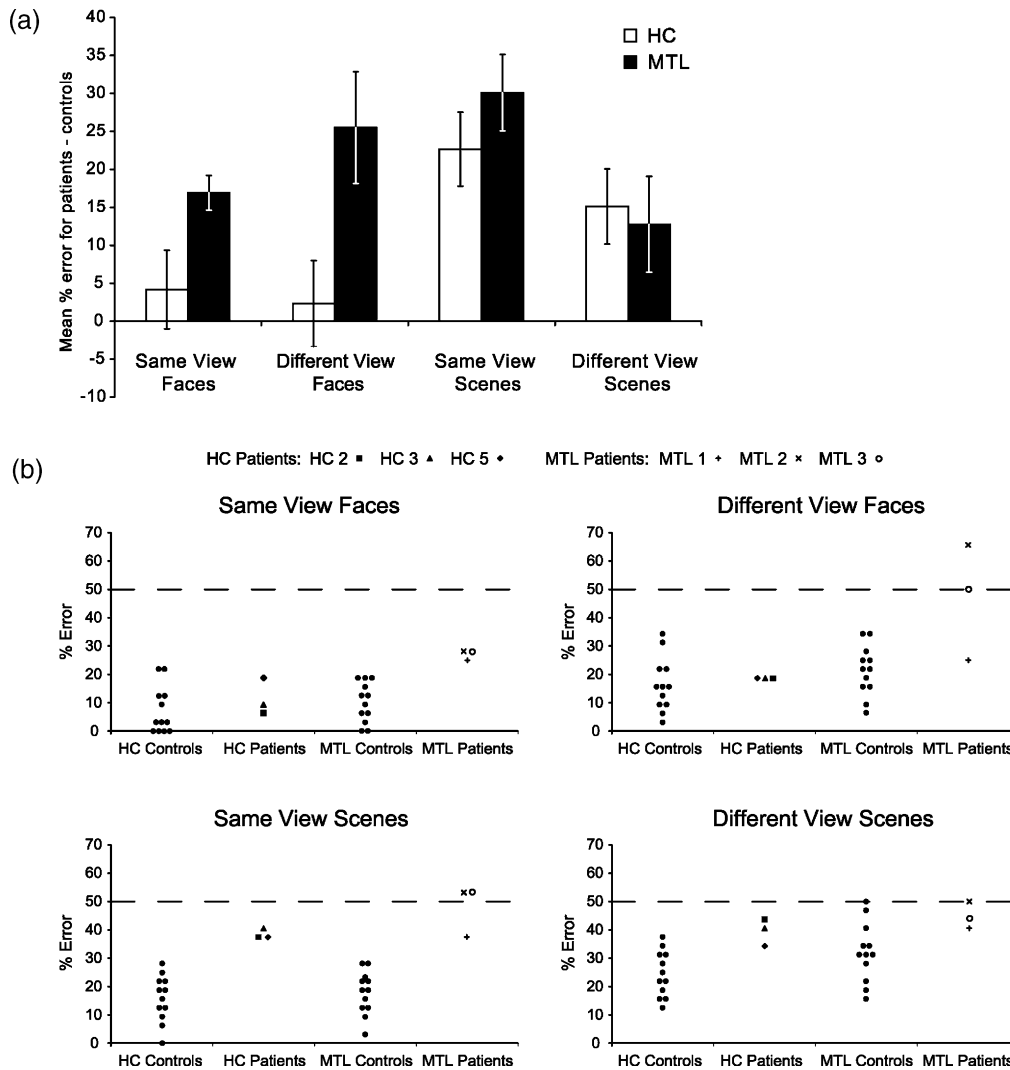 (a)
40
35
30
25
20
15
10
5
0
-5
-10
Mean % error for patients - controls
HC
MTL
Same View Faces
Different View Faces
Same View Scenes
Different View Scenes
(b)
HC Patients: HC 2 HC 3 HC 5 MTL Patients: MTL 1 MTL 2 MTL 3
Same View Faces
70
60
50
40
30
20
10
0
% Error
HC Controls HC Patients MTL Controls MTL Patients
Different View Faces
70
60
50
40
30
20
10
0
% Error
HC Controls HC Patients MTL Controls MTL Patients
Same View Scenes
70
60
50
40
30
20
10
0
% Error
HC Controls HC Patients MTL Controls MTL Patients
Different View Scenes
70
60
50
40
30
20
10
0
% Error
HC Controls HC Patients MTL Controls MTL Patients